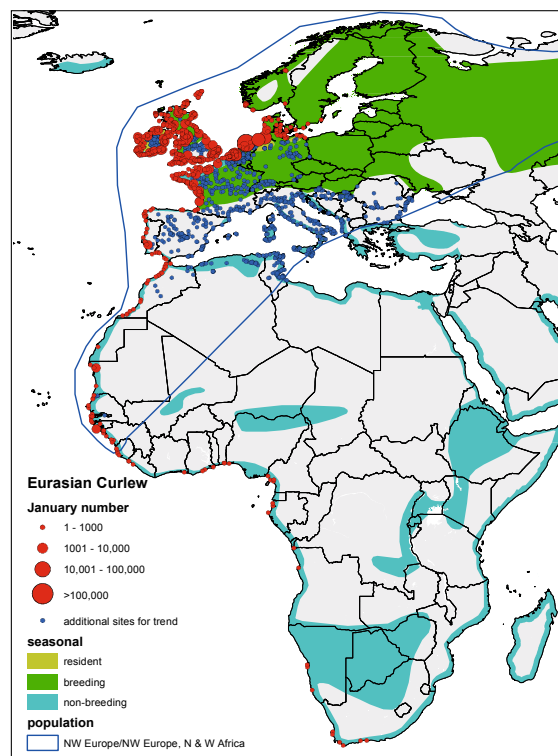 Eurasian Curlew
January number
1 - 1000
1001 - 10,000
10,001 - 100,000
>100,000
additional sites for trend
seasonal
resident
breeding
non-breeding
population
NW Europe/NW Europe, N & W Africa